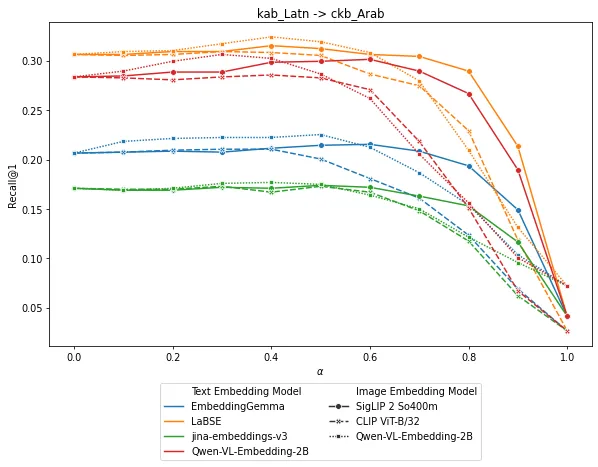 kab_Latn -> ckb_Arab
Recall@1
0.30
0.25
0.20
0.15
0.10
0.05
0.0
0.2
0.4
0.6
0.8
1.0
α
Text Embedding Model
EmbeddingGemma
LaBSE
jina-embeddings-v3
Qwen-VL-Embedding-2B
Image Embedding Model
SigLIP 2 So400m
CLIP ViT-B/32
Qwen-VL-Embedding-2B